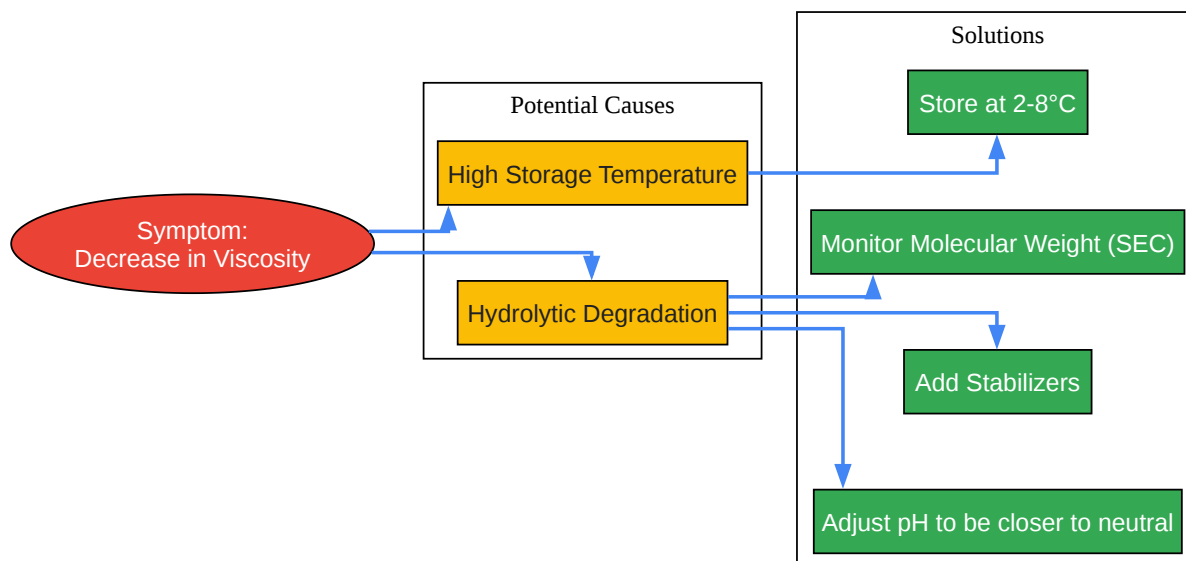 Symptom:
Decrease in Viscosity
Potential Causes
High Storage Temperature
Hydrolytic Degradation
Solutions
Store at 2-8°C
Monitor Molecular Weight (SEC)
Add Stabilizers
Adjust pH to be closer to neutral